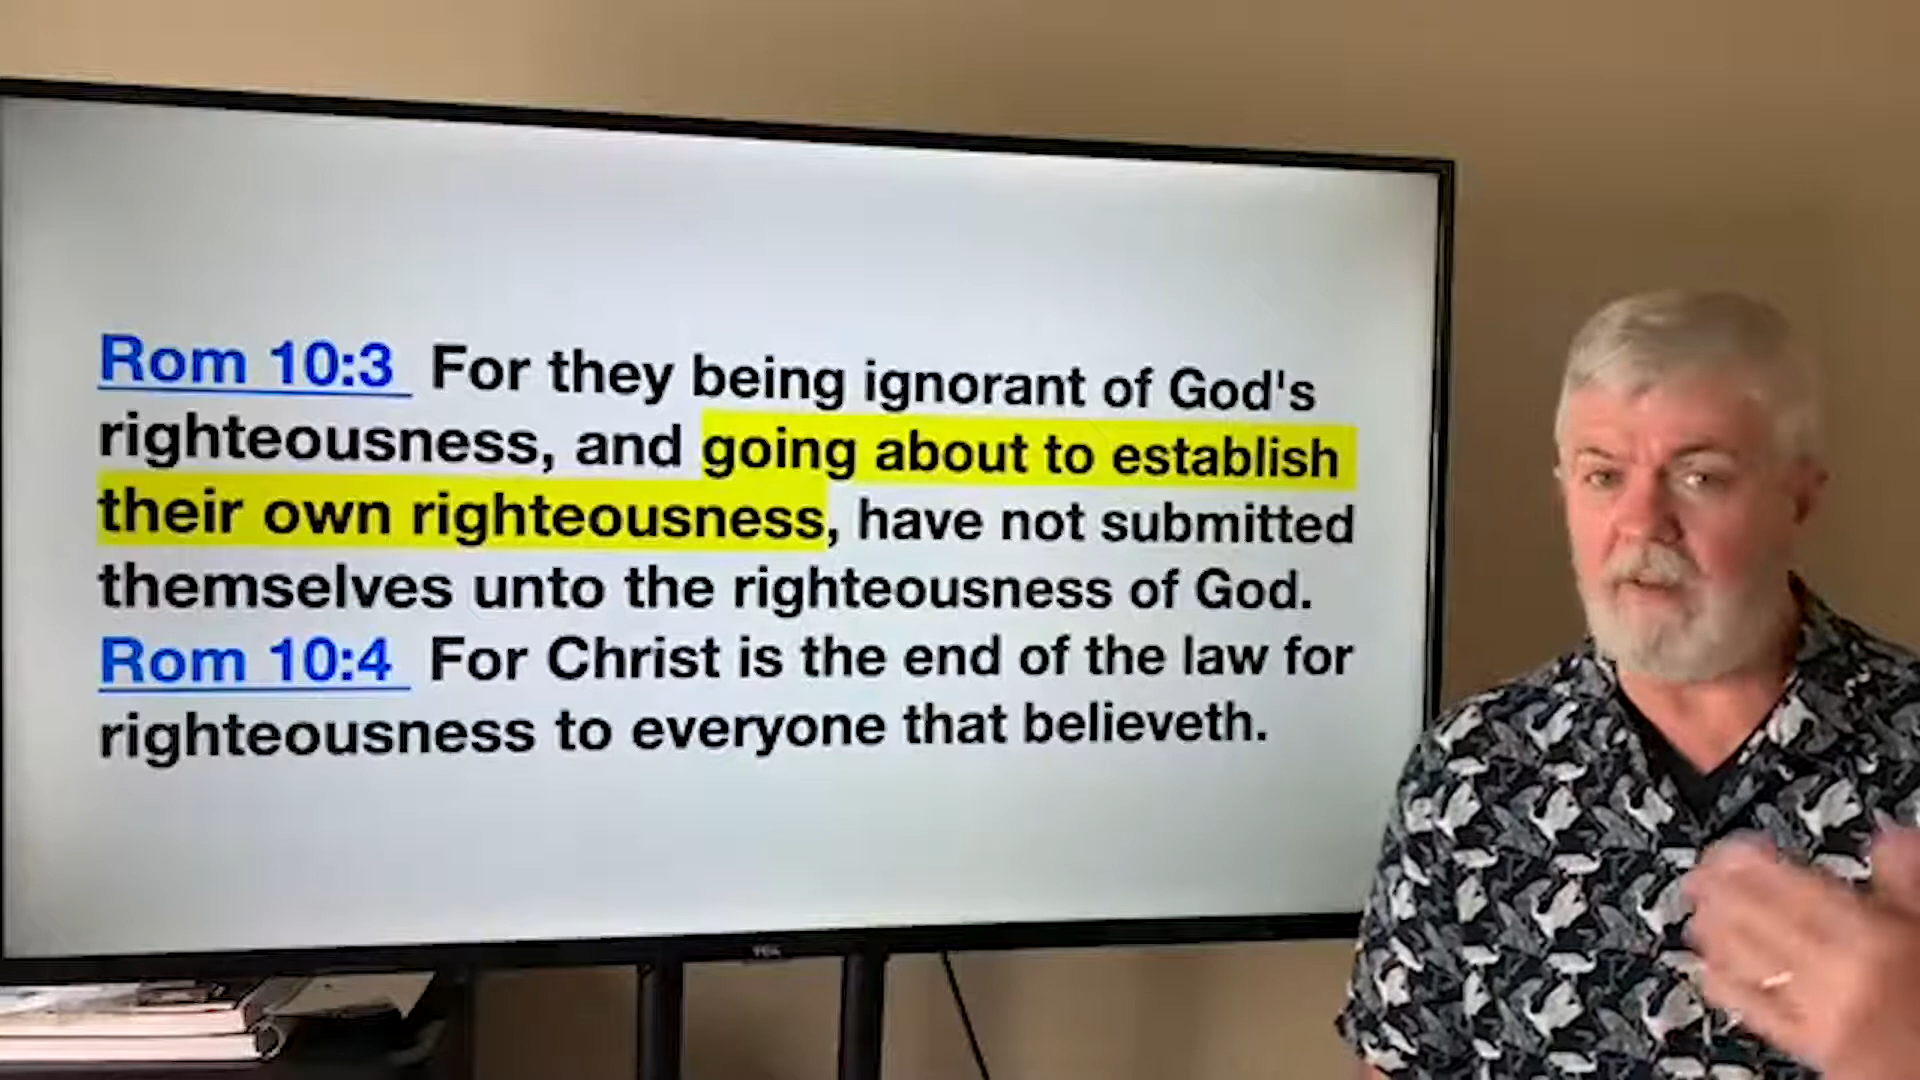 Rom 10:3 For they being ignorant of God's
righteousness, and going about to establish
their own righteousness, have not submitted
themselves unto the righteousness of God.
Rom 10:4 For Christ is the end of the law for
righteousness to everyone that believeth.
TCL